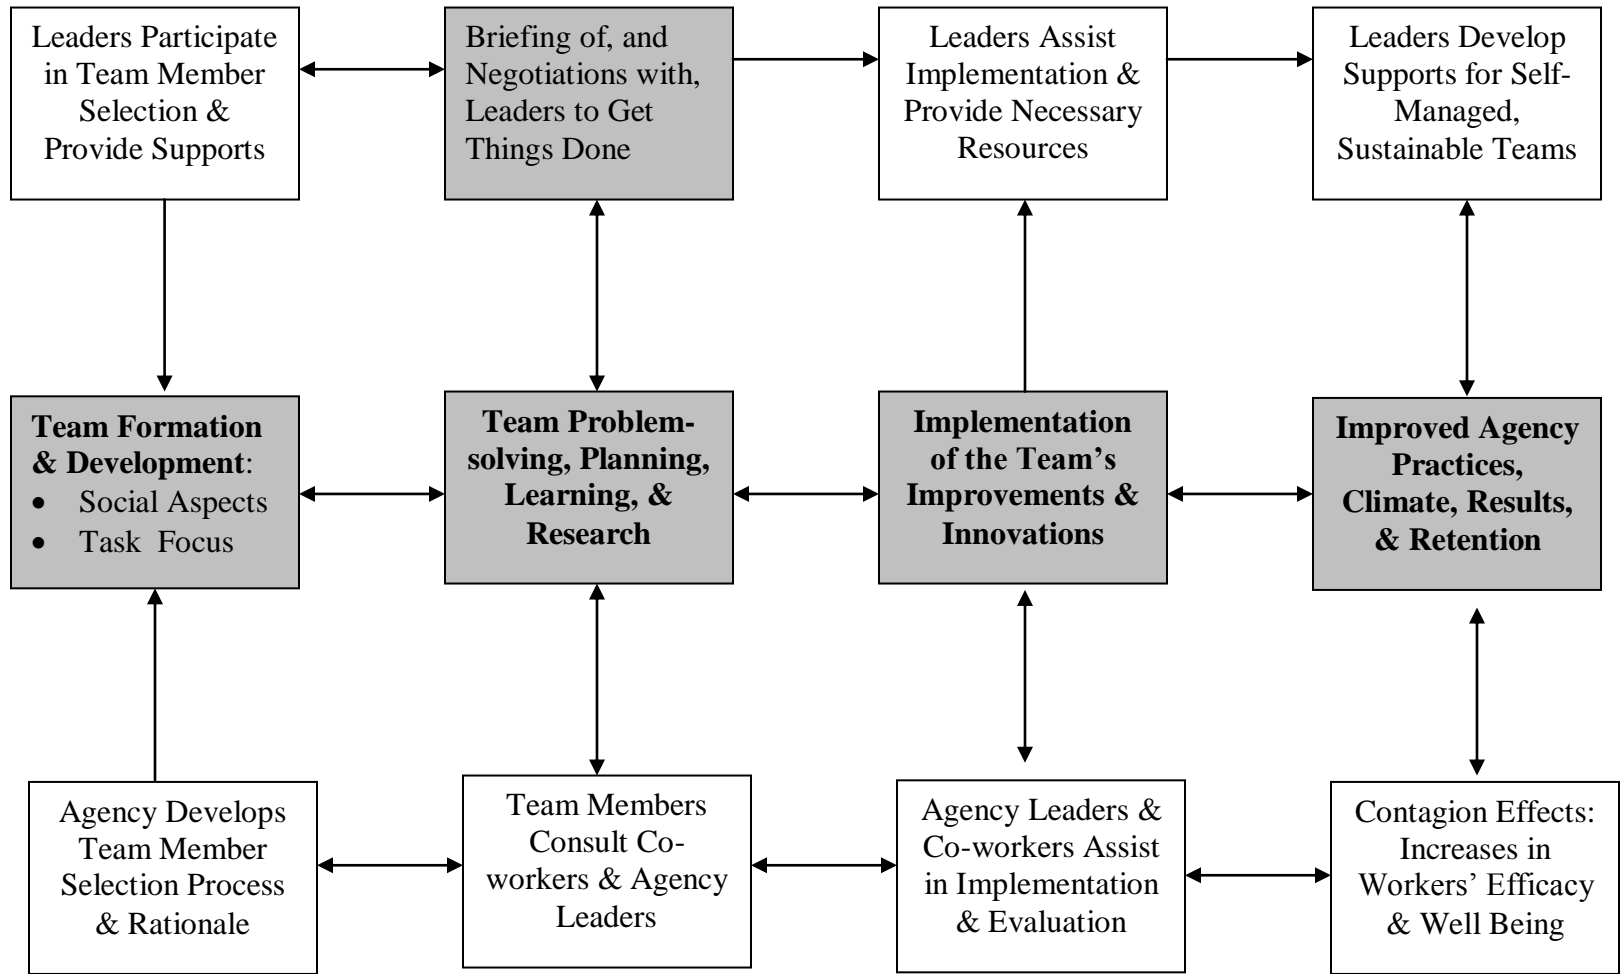 Leaders Participate
in Team Member
Selection &
Provide Supports
Briefing of, and
Negotiations with,
Leaders to Get
Things Done
Leaders Assist
Implementation &
Provide Necessary
Resources
Leaders Develop
Supports for Self-
Managed,
Sustainable Teams
Team Formation
& Development:
• Social Aspects
• Task Focus
Team Problem-
solving, Planning,
Learning, &
Research
Implementation
of the Team’s
Improvements &
Innovations
Improved Agency
Practices,
Climate, Results,
& Retention
Agency Develops
Team Member
Selection Process
& Rationale
Team Members
Consult Co-
workers & Agency
Leaders
Agency Leaders &
Co-workers Assist
in Implementation
& Evaluation
Contagion Effects:
Increases in
Workers’ Efficacy
& Well Being